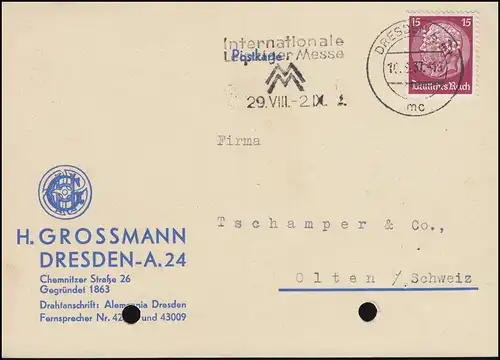 Internationale
Leipziger Messe
Postkarte
29.VIII.-2.IX.
DRESDEN
mc
15 15
Deutsches Reich
Firma
H. GROSSMANN
DRESDEN-A.24
Chemnitzer Straße 26
Gegründet 1863
Drahtanschrift: Alemannia Dresden
Fernsprecher Nr. und 43009
Tschamper & Co.,
Olten / Schweiz